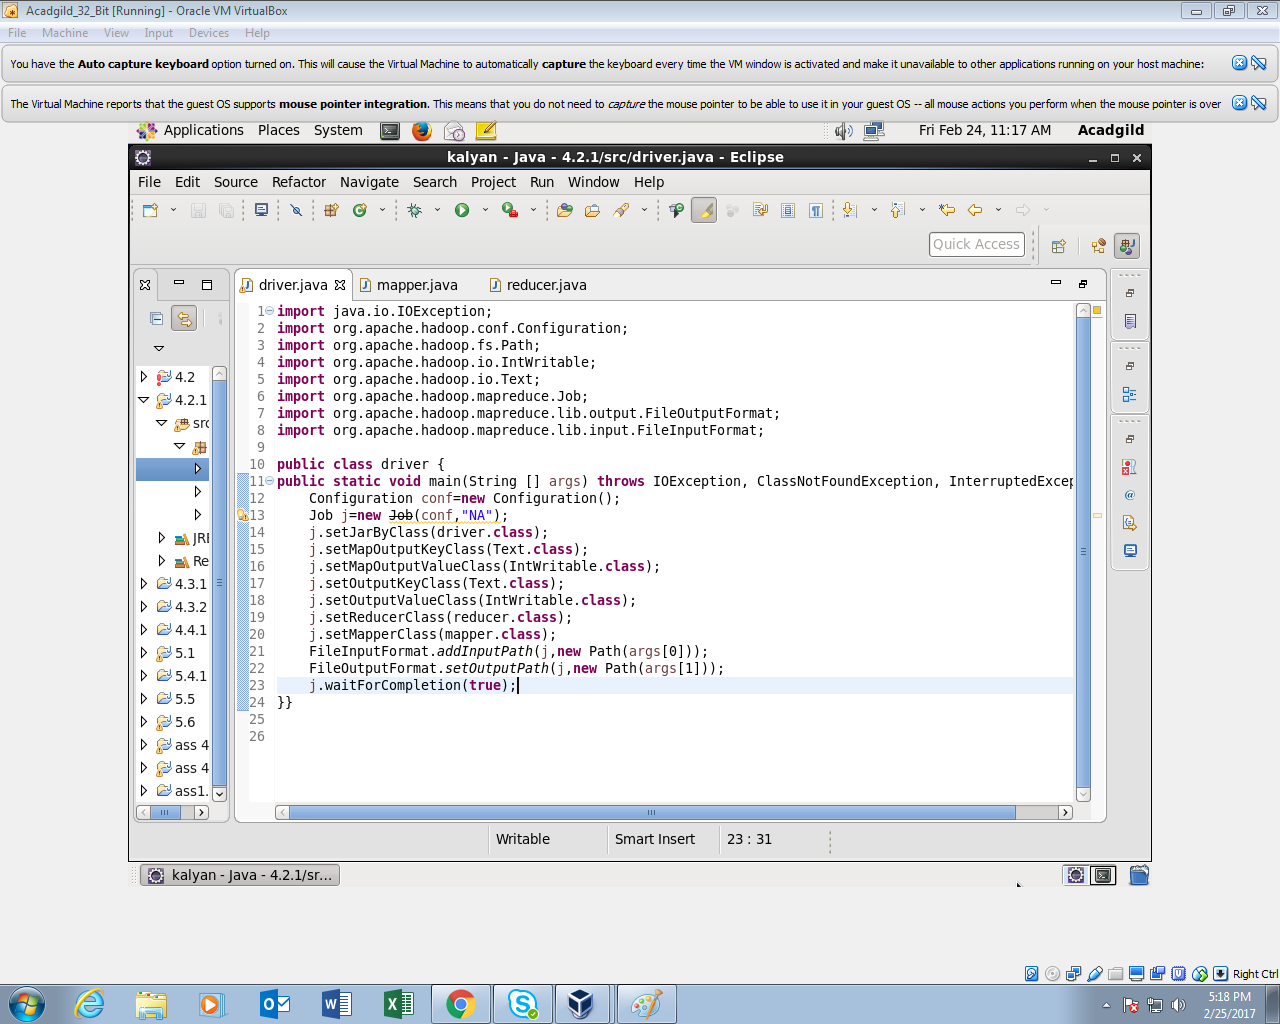 Acadgild_32_Bit [Running] - Oracle VM VirtualBox
File Machine View Input Devices Help
You have the Auto capture keyboard option turned on. This will cause the Virtual Machine to automatically capture the keyboard every time the VM window is activated and make it unavailable to other applications running on your host machine:
The Virtual Machine reports that the guest OS supports mouse pointer integration. This means that you do not need to capture the mouse pointer to be able to use it in your guest OS -- all mouse actions you perform when the mouse pointer is over
Applications Places System Fri Feb 24, 11:17 AM Acadgild
kalyan - Java - 4.2.1/src/driver.java - Eclipse
File Edit Source Refactor Navigate Search Project Run Window Help
Quick Access
driver.java mapper.java reducer.java
4.2
4.2.1
src
JRE
Re
4.3.1
4.3.2
4.4.1
5.1
5.4.1
5.5
5.6
ass 4
ass 4
ass1.
1 import java.io.IOException;
2 import org.apache.hadoop.conf.Configuration;
3 import org.apache.hadoop.fs.Path;
4 import org.apache.hadoop.io.IntWritable;
5 import org.apache.hadoop.io.Text;
6 import org.apache.hadoop.mapreduce.Job;
7 import org.apache.hadoop.mapreduce.lib.output.FileOutputFormat;
8 import org.apache.hadoop.mapreduce.lib.input.FileInputFormat;
9
10 public class driver {
11 public static void main(String [] args) throws IOException, ClassNotFoundException, InterruptedExcep
12 Configuration conf=new Configuration();
13 Job j=new Job(conf,"NA");
14 j.setJarByClass(driver.class);
15 j.setMapOutputKeyClass(Text.class);
16 j.setMapOutputValueClass(IntWritable.class);
17 j.setOutputKeyClass(Text.class);
18 j.setOutputValueClass(IntWritable.class);
19 j.setReducerClass(reducer.class);
20 j.setMapperClass(mapper.class);
21 FileInputFormat.addInputPath(j,new Path(args[0]));
22 FileOutputFormat.setOutputPath(j,new Path(args[1]));
23 j.waitForCompletion(true);
24 }}
25
26
Writable Smart Insert 23 : 31
kalyan - Java - 4.2.1/sr...
Right Ctrl
5:18 PM
2/25/2017